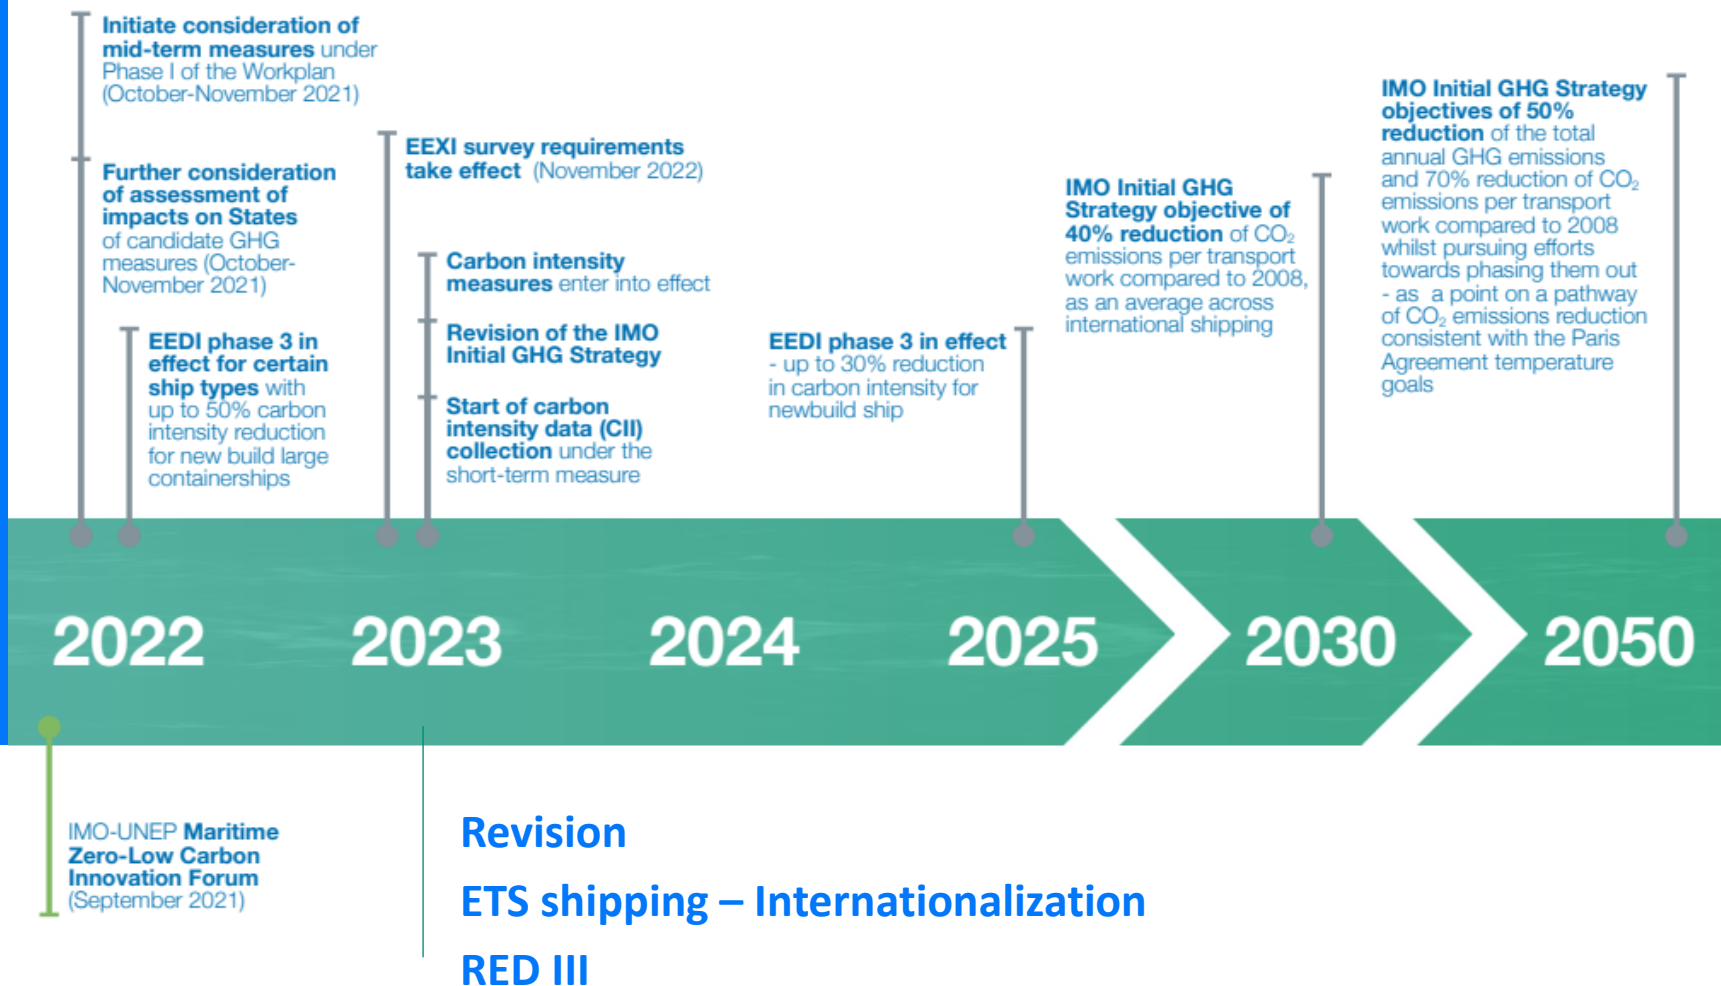 Initiate consideration of
mid-term measures under
Phase I of the Workplan
(October-November 2021)
Further consideration
of assessment of
impacts on States
of candidate GHG
measures (October-
November 2021)
EEDI phase 3 in
effect for certain
ship types with
up to 50% carbon
intensity reduction
for new build large
containerships
EEXI survey requirements
take effect (November 2022)
Carbon intensity
measures enter into effect
Revision of the IMO
Initial GHG Strategy
Start of carbon
intensity data (CII)
collection under the
short-term measure
EEDI phase 3 in effect
- up to 30% reduction
in carbon intensity for
newbuild ship
IMO Initial GHG
Strategy objective of
40% reduction of CO₂
emissions per transport
work compared to 2008,
as an average across
international shipping
IMO Initial GHG Strategy
objectives of 50%
reduction of the total
annual GHG emissions
and 70% reduction of CO₂
emissions per transport
work compared to 2008
whilst pursuing efforts
towards phasing them out
- as a point on a pathway
of CO₂ emissions reduction
consistent with the Paris
Agreement temperature
goals
2022
2023
2024
2025
2030
2050
IMO-UNEP Maritime
Zero-Low Carbon
Innovation Forum
(September 2021)
Revision
ETS shipping – Internationalization
RED III